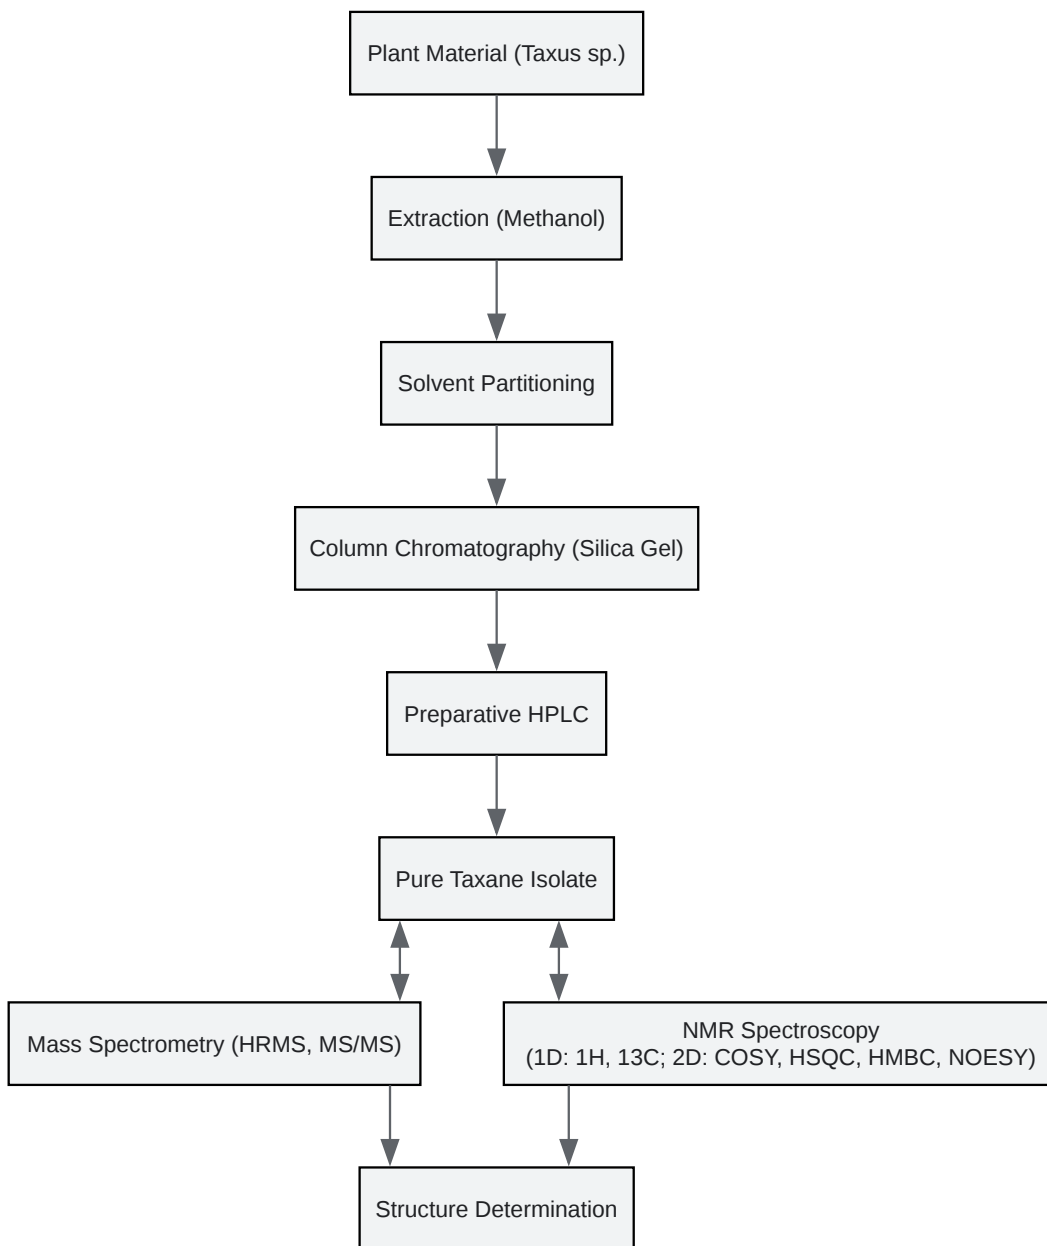 Plant Material (Taxus sp.)
Extraction (Methanol)
Solvent Partitioning
Column Chromatography (Silica Gel)
Preparative HPLC
Pure Taxane Isolate
Mass Spectrometry (HRMS, MS/MS)
NMR Spectroscopy
(1D: 1H, 13C; 2D: COSY, HSQC, HMBC, NOESY)
Structure Determination